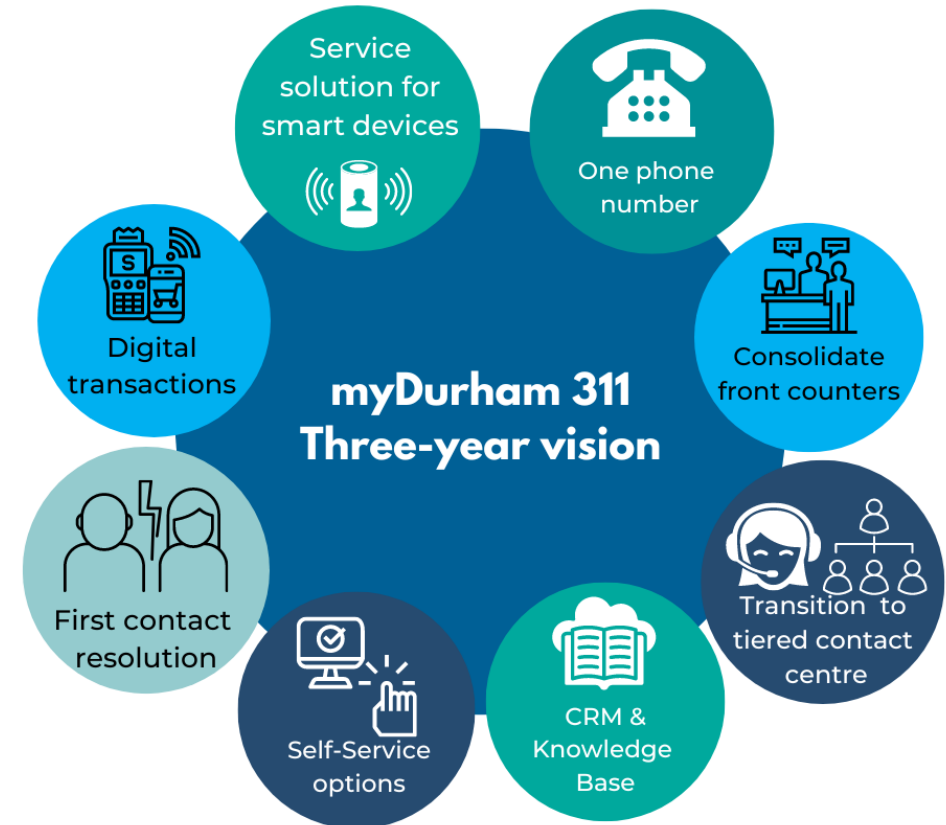 Service
solution for
smart devices
One phone
number
S
Digital
transactions
Consolidate
front counters
myDurham 311
Three-year vision
First contact
resolution
Transition to
tiered contact
centre
Self-Service
options
CRM &
Knowledge
Base